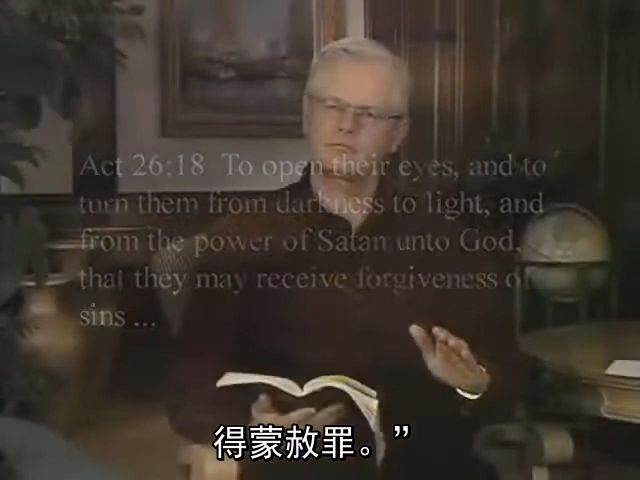 Act 26:18 To open their eyes, and to
turn them from darkness to light, and
from the power of Satan unto God,
that they may receive forgiveness of
sins ...
得蒙赦罪。”